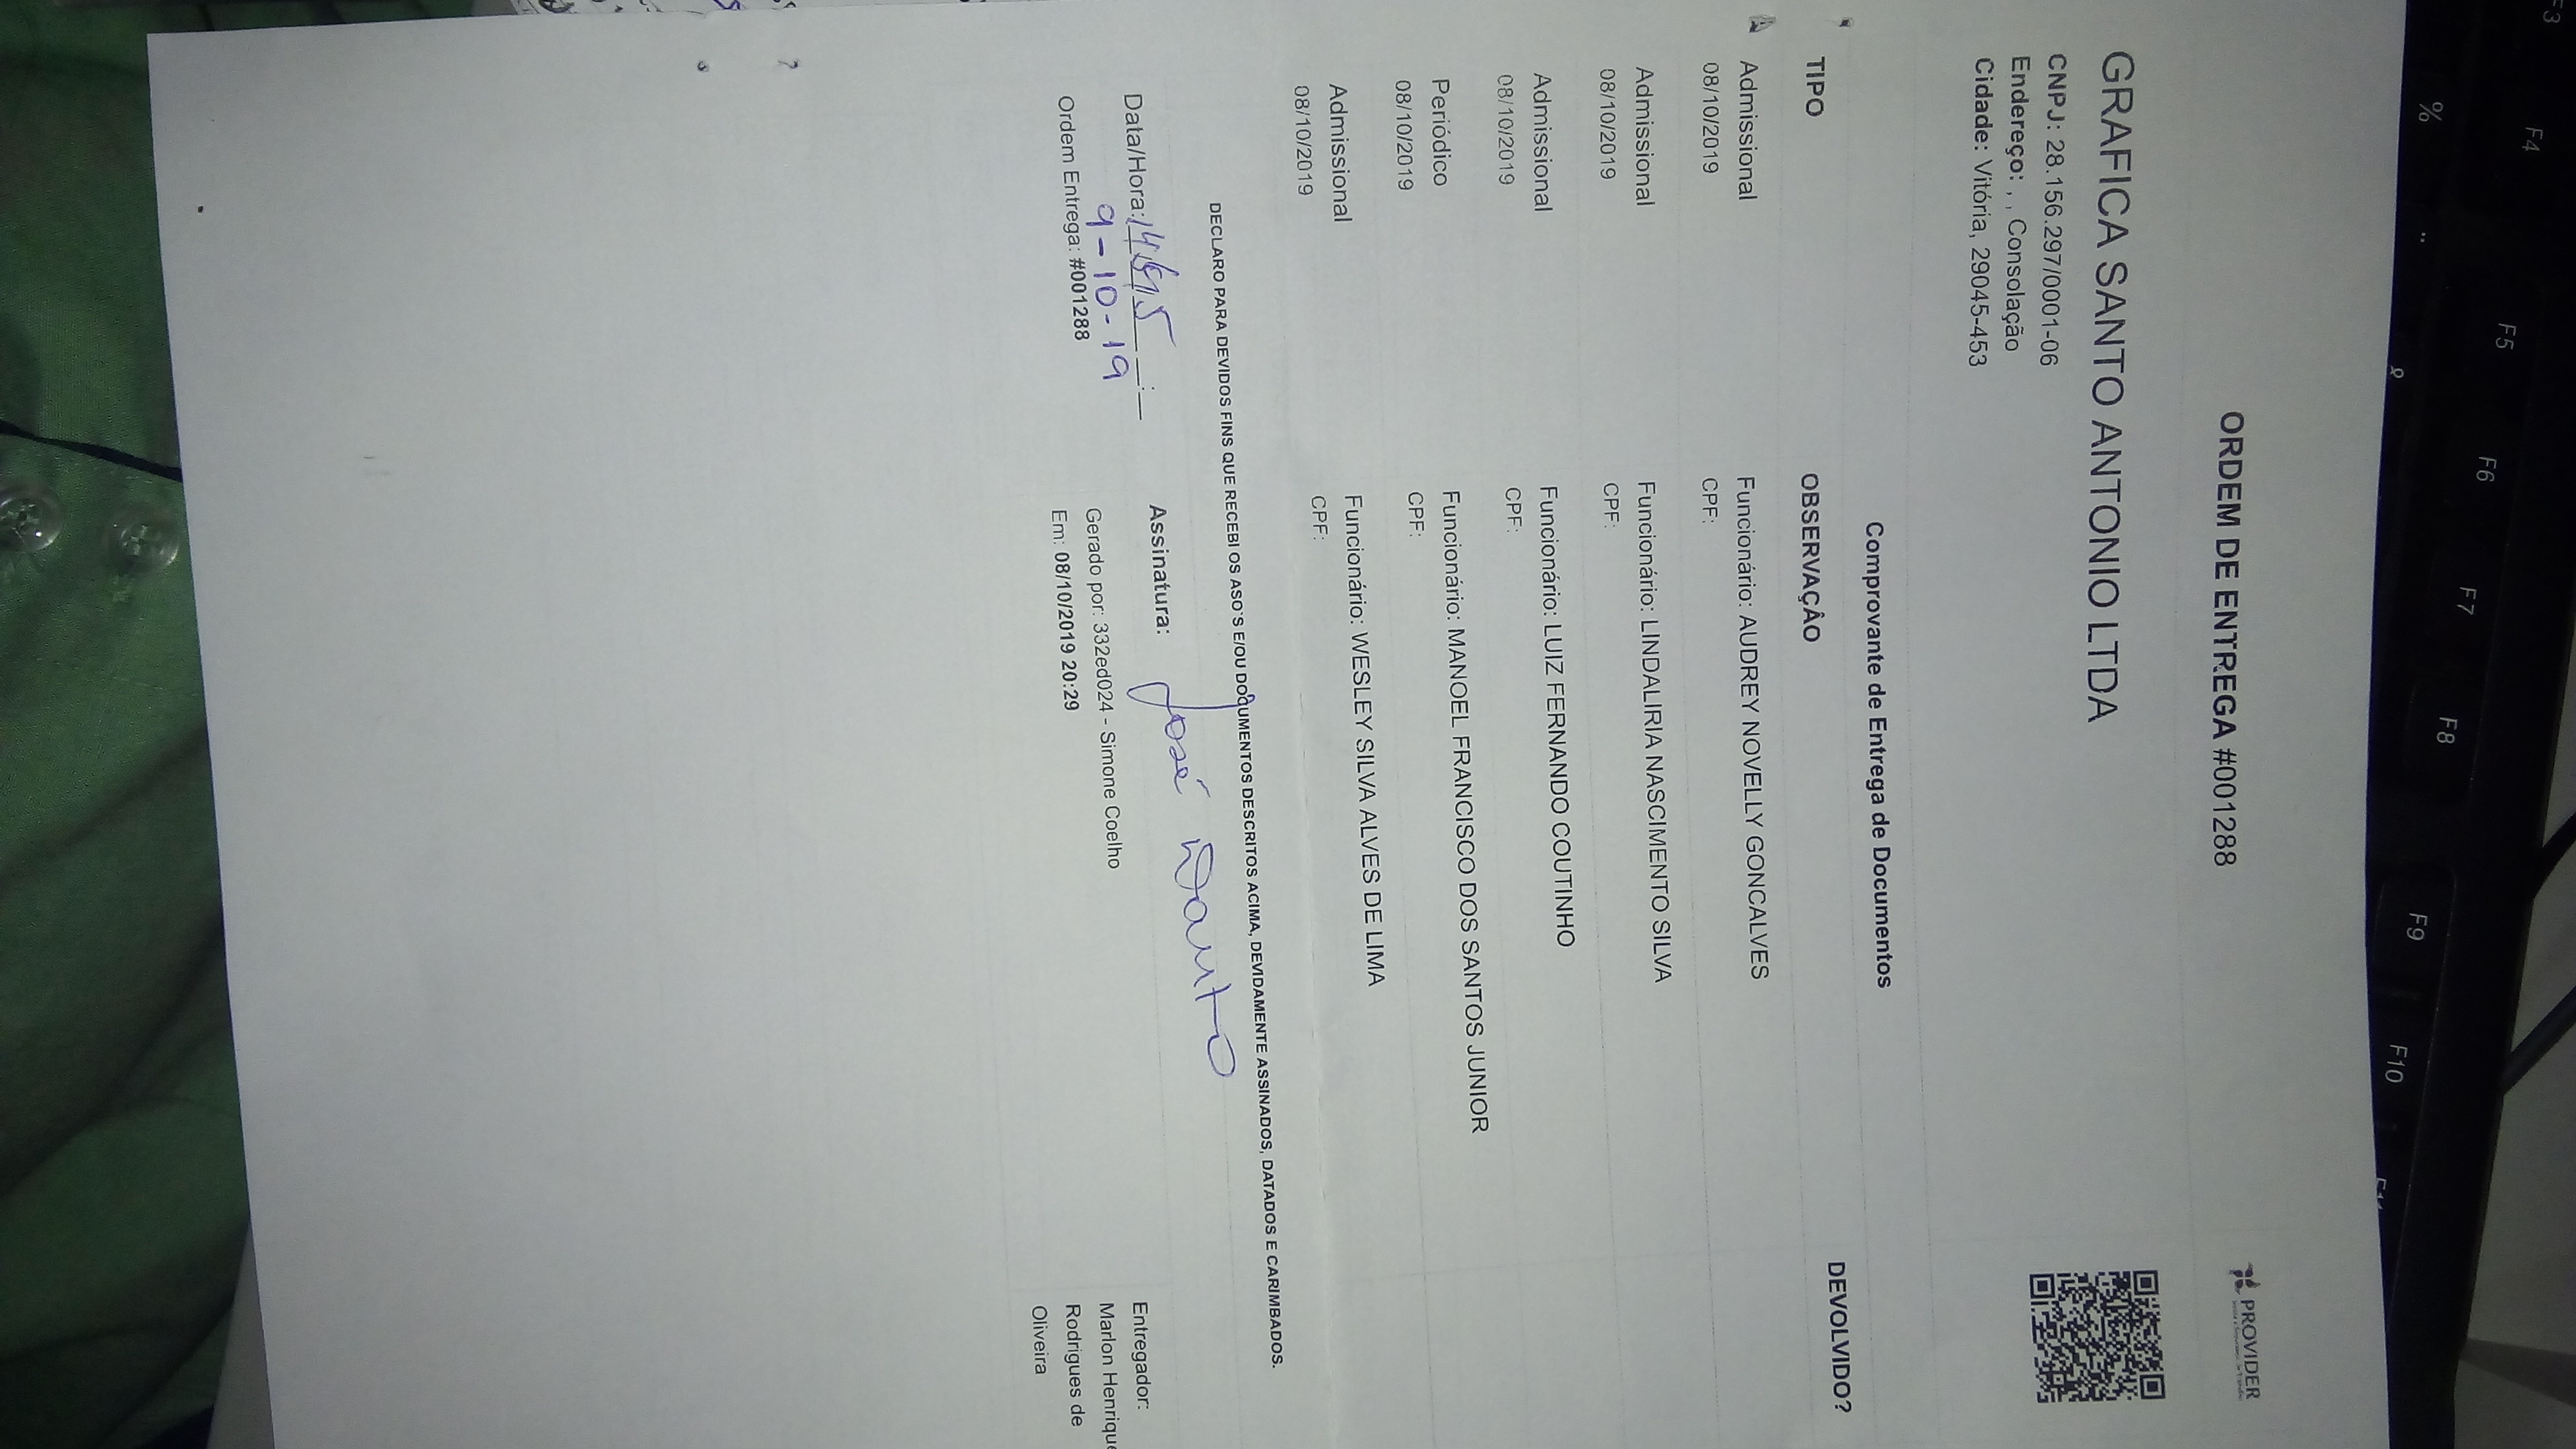 ORDEM DE ENTREGA #001288
PROVIDER
GRAFICA SANTO ANTONIO LTDA
CNPJ: 28.156.297/0001-06
Endereço: , , Consolação
Cidade: Vitória, 29045-453
Comprovante de Entrega de Documentos
TIPO OBSERVAÇÃO DEVOLVIDO?
Admissional Funcionário: AUDREY NOVELLY GONCALVES
08/10/2019 CPF:
Admissional Funcionário: LINDALIRIA NASCIMENTO SILVA
08/10/2019 CPF:
Admissional Funcionário: LUIZ FERNANDO COUTINHO
08/10/2019 CPF:
Periódico Funcionário: MANOEL FRANCISCO DOS SANTOS JUNIOR
08/10/2019 CPF:
Admissional Funcionário: WESLEY SILVA ALVES DE LIMA
08/10/2019 CPF:
DECLARO PARA DEVIDOS FINS QUE RECEBI OS ASO'S E/OU DOCUMENTOS DESCRITOS ACIMA, DEVIDAMENTE ASSINADOS, DATADOS E CARIMBADOS.
Data/Hora: Assinatura: José
9-10-19
Ordem Entrega: #001288
Gerado por: 332ed024 - Simone Coelho
Em: 08/10/2019 20:29
Entregador:
Marlon Henrique
Rodrigues de
Oliveira
%
F3
F4
F5
F6
F7
F8
F9
F10